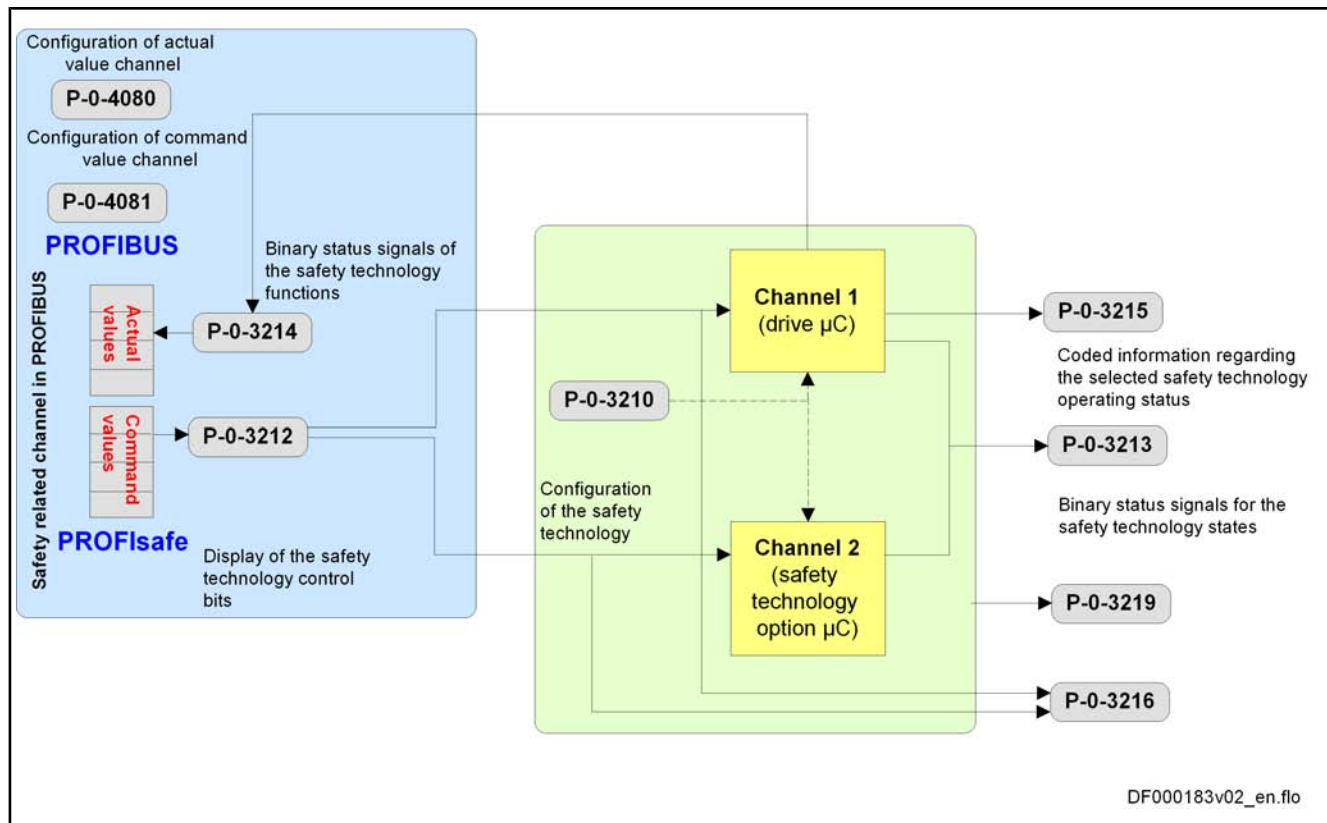 Configuration of actual
value channel
P-0-4080
Configuration of command
value channel
P-0-4081
PROFIBUS
Safety related channel in PROFIBUS
Actual
values
P-0-3214
Binary status signals of
the safety technology
functions
Command
values
P-0-3212
PROFIsafe
Display of the safety
technology control
bits
P-0-3210
Configuration
of the safety
technology
Channel 1
(drive µC)
Channel 2
(safety
technology
option µC)
P-0-3215
Coded information regarding
the selected safety technology
operating status
P-0-3213
Binary status signals for the
safety technology states
P-0-3219
P-0-3216
DF000183v02_en.flo